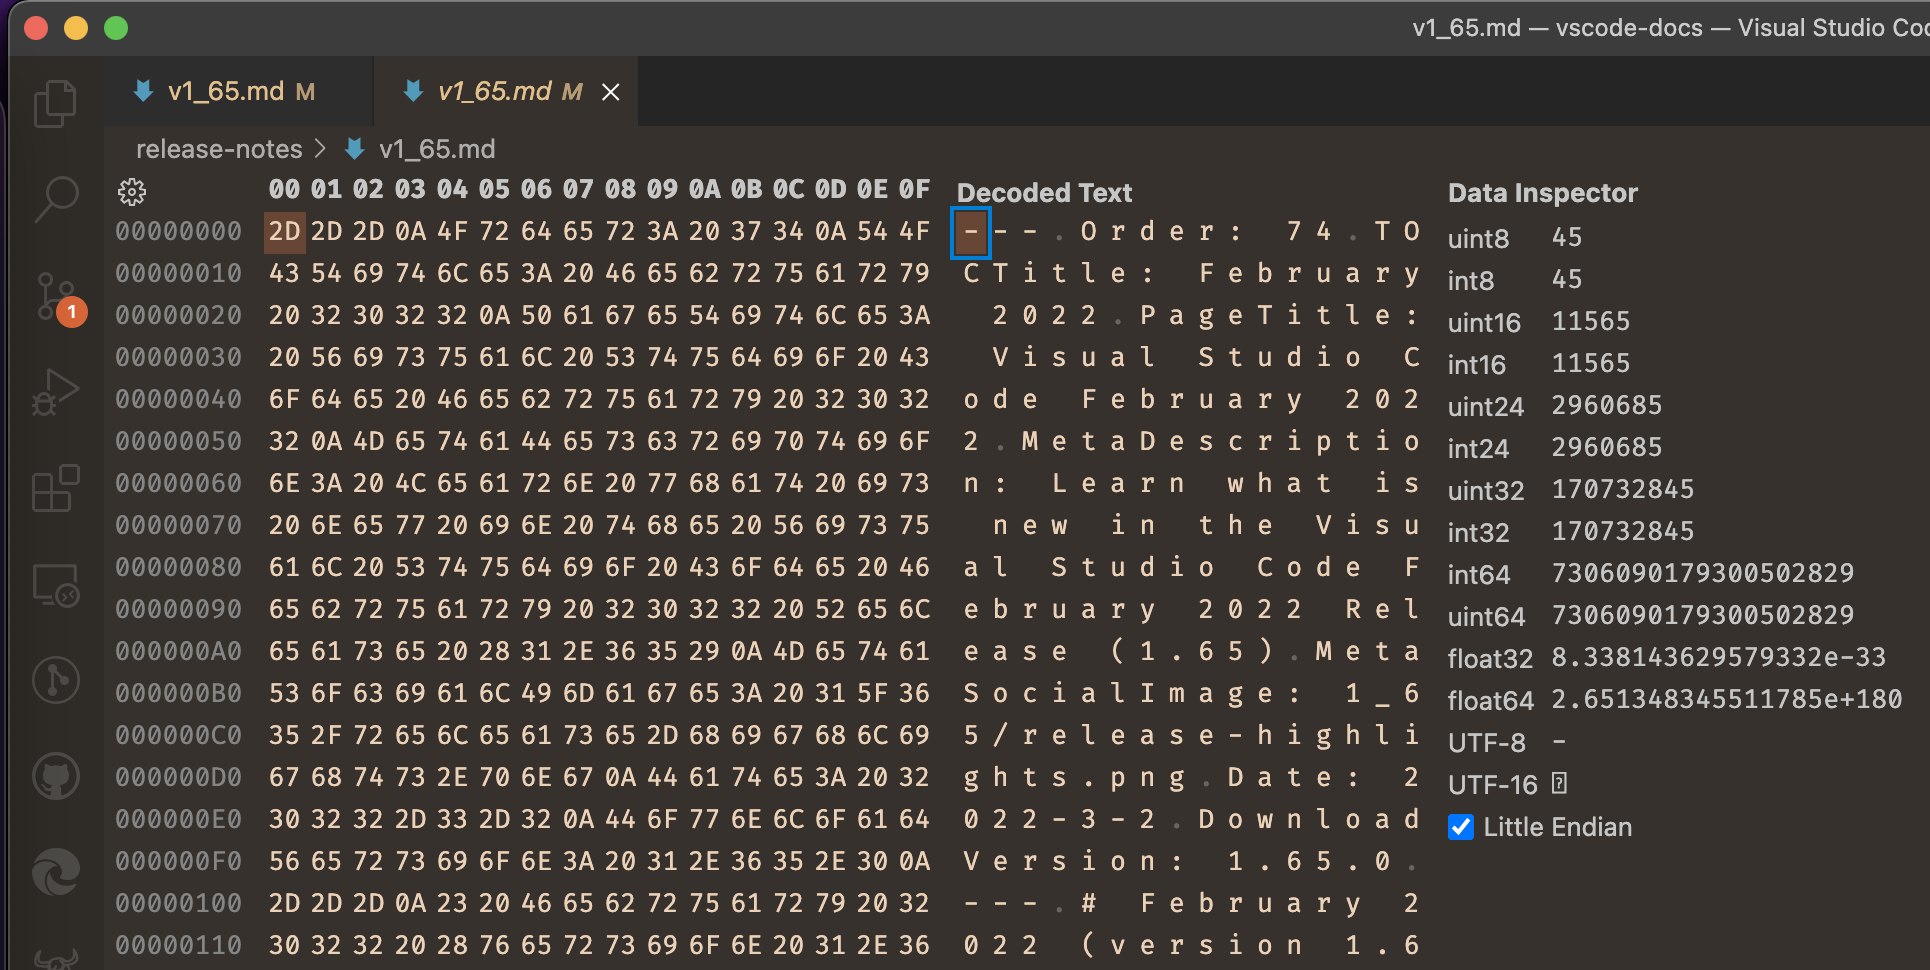 v1_65.md — vscode-docs — Visual Studio Co
v1_65.md M
v1_65.md M
release-notes > v1_65.md
00 01 02 03 04 05 06 07 08 09 0A 0B 0C 0D 0E 0F Decoded Text Data Inspector
00000000 2D 2D 2D 0A 4F 72 64 65 72 3A 20 37 34 0A 54 4F - - - . O r d e r :   7 4 . T O
00000010 43 54 69 74 6C 65 3A 20 46 65 62 72 75 61 72 79 C T i t l e :   F e b r u a r y
00000020 20 32 30 32 32 0A 50 61 67 65 54 69 74 6C 65 3A   2 0 2 2 . P a g e T i t l e :
00000030 20 56 69 73 75 61 6C 20 53 74 75 64 69 6F 20 43   V i s u a l   S t u d i o   C
00000040 6F 64 65 20 46 65 62 72 75 61 72 79 20 32 30 32 o d e   F e b r u a r y   2 0 2
00000050 32 0A 4D 65 74 61 44 65 73 63 72 69 70 74 69 6F 2 . M e t a D e s c r i p t i o
00000060 6E 3A 20 4C 65 61 72 6E 20 77 68 61 74 20 69 73 n :   L e a r n   w h a t   i s
00000070 20 6E 65 77 20 69 6E 20 74 68 65 20 56 69 73 75   n e w   i n   t h e   V i s u
00000080 61 6C 20 53 74 75 64 69 6F 20 43 6F 64 65 20 46 a l   S t u d i o   C o d e   F
00000090 65 62 72 75 61 72 79 20 32 30 32 32 20 52 65 6C e b r u a r y   2 0 2 2   R e l
000000A0 65 61 73 65 20 28 31 2E 36 35 29 0A 4D 65 74 61 e a s e   ( 1 . 6 5 ) . M e t a
000000B0 53 6F 63 69 61 6C 49 6D 61 67 65 3A 20 31 5F 36 S o c i a l I m a g e :   1 _ 6
000000C0 35 2F 72 65 6C 65 61 73 65 2D 68 69 67 68 6C 69 5 / r e l e a s e - h i g h l i
000000D0 67 68 74 73 2E 70 6E 67 0A 44 61 74 65 3A 20 32 g h t s . p n g . D a t e :   2
000000E0 30 32 32 2D 33 2D 32 0A 44 6F 77 6E 6C 6F 61 64 0 2 2 - 3 - 2 . D o w n l o a d
000000F0 56 65 72 73 69 6F 6E 3A 20 31 2E 36 35 2E 30 0A V e r s i o n :   1 . 6 5 . 0 .
00000100 2D 2D 2D 0A 23 20 46 65 62 72 75 61 72 79 20 32 - - - . #   F e b r u a r y   2
00000110 30 32 32 20 28 76 65 72 73 69 6F 6E 20 31 2E 36 0 2 2   ( v e r s i o n   1 . 6
uint8 45
int8 45
uint16 11565
int16 11565
uint24 2960685
int24 2960685
uint32 170732845
int32 170732845
int64 7306090179300502829
uint64 7306090179300502829
float32 8.338143629579332e-33
float64 2.651348345511785e+180
UTF-8 -
UTF-16
Little Endian
1